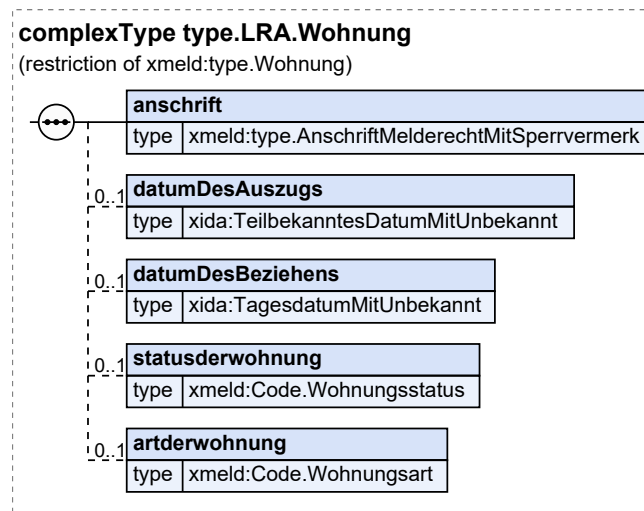 complexType type.LRA.Wohnung
(restriction of xmeld:type.Wohnung)
anschrift
type xmeld:type.AnschriftMelderechtMitSperrvermerk
0..1 datumDesAuszugs
type xida:TeilbekanntesDatumMitUnbekannt
0..1 datumDesBeziehens
type xida:TagesdatumMitUnbekannt
0..1 statusderwohnung
type xmeld:Code.Wohnungsstatus
0..1 artderwohnung
type xmeld:Code.Wohnungsart